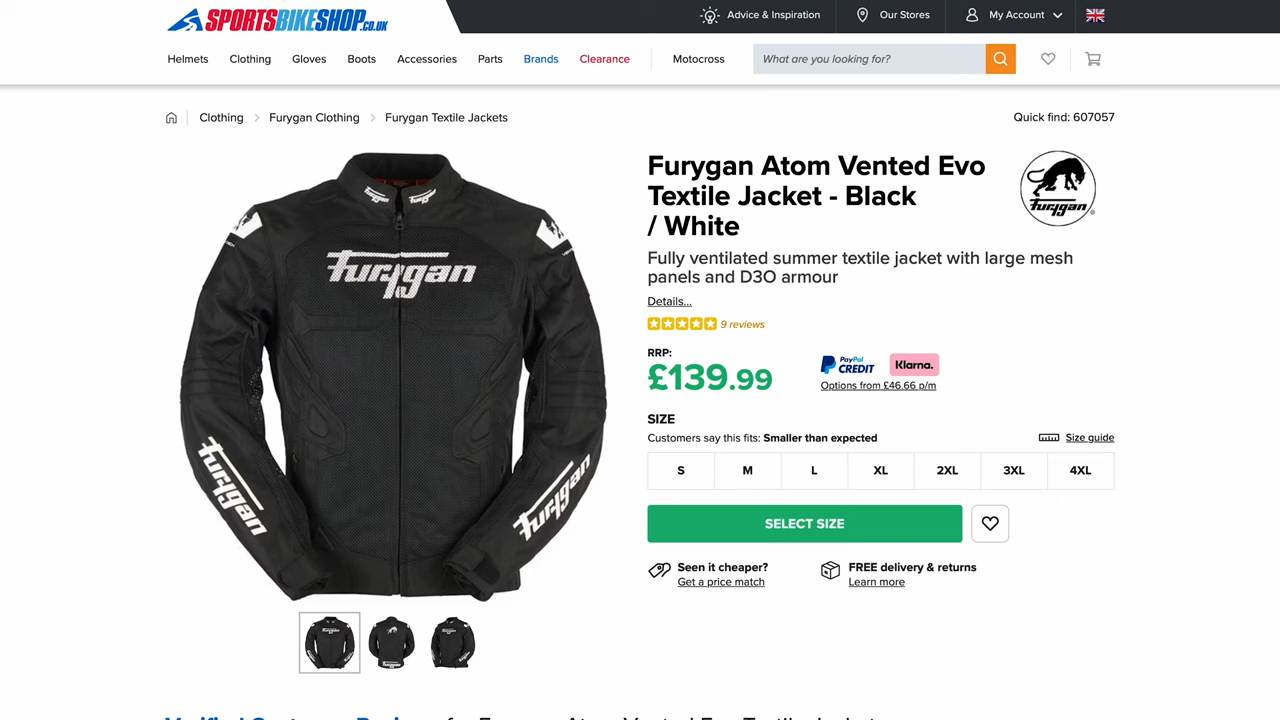 SPORTSBIKESHOP.CO.UK
Advice & Inspiration
Our Stores
My Account
Helmets
Clothing
Gloves
Boots
Accessories
Parts
Brands
Clearance
Motocross
What are you looking for?
Clothing
Furygan Clothing
Furygan Textile Jackets
Quick find: 607057
furygan
furygan
furygan
furygan
furygan
Furygan Atom Vented Evo
Textile Jacket - Black
/ White
furygan
Fully ventilated summer textile jacket with large mesh
panels and D3O armour
Details...
9 reviews
RRP:
£139.99
PayPal
CREDIT
Klarna.
Options from £46.66 p/m
SIZE
Customers say this fits: Smaller than expected
Size guide
S
M
L
XL
2XL
3XL
4XL
SELECT SIZE
Seen it cheaper?
Get a price match
FREE delivery & returns
Learn more